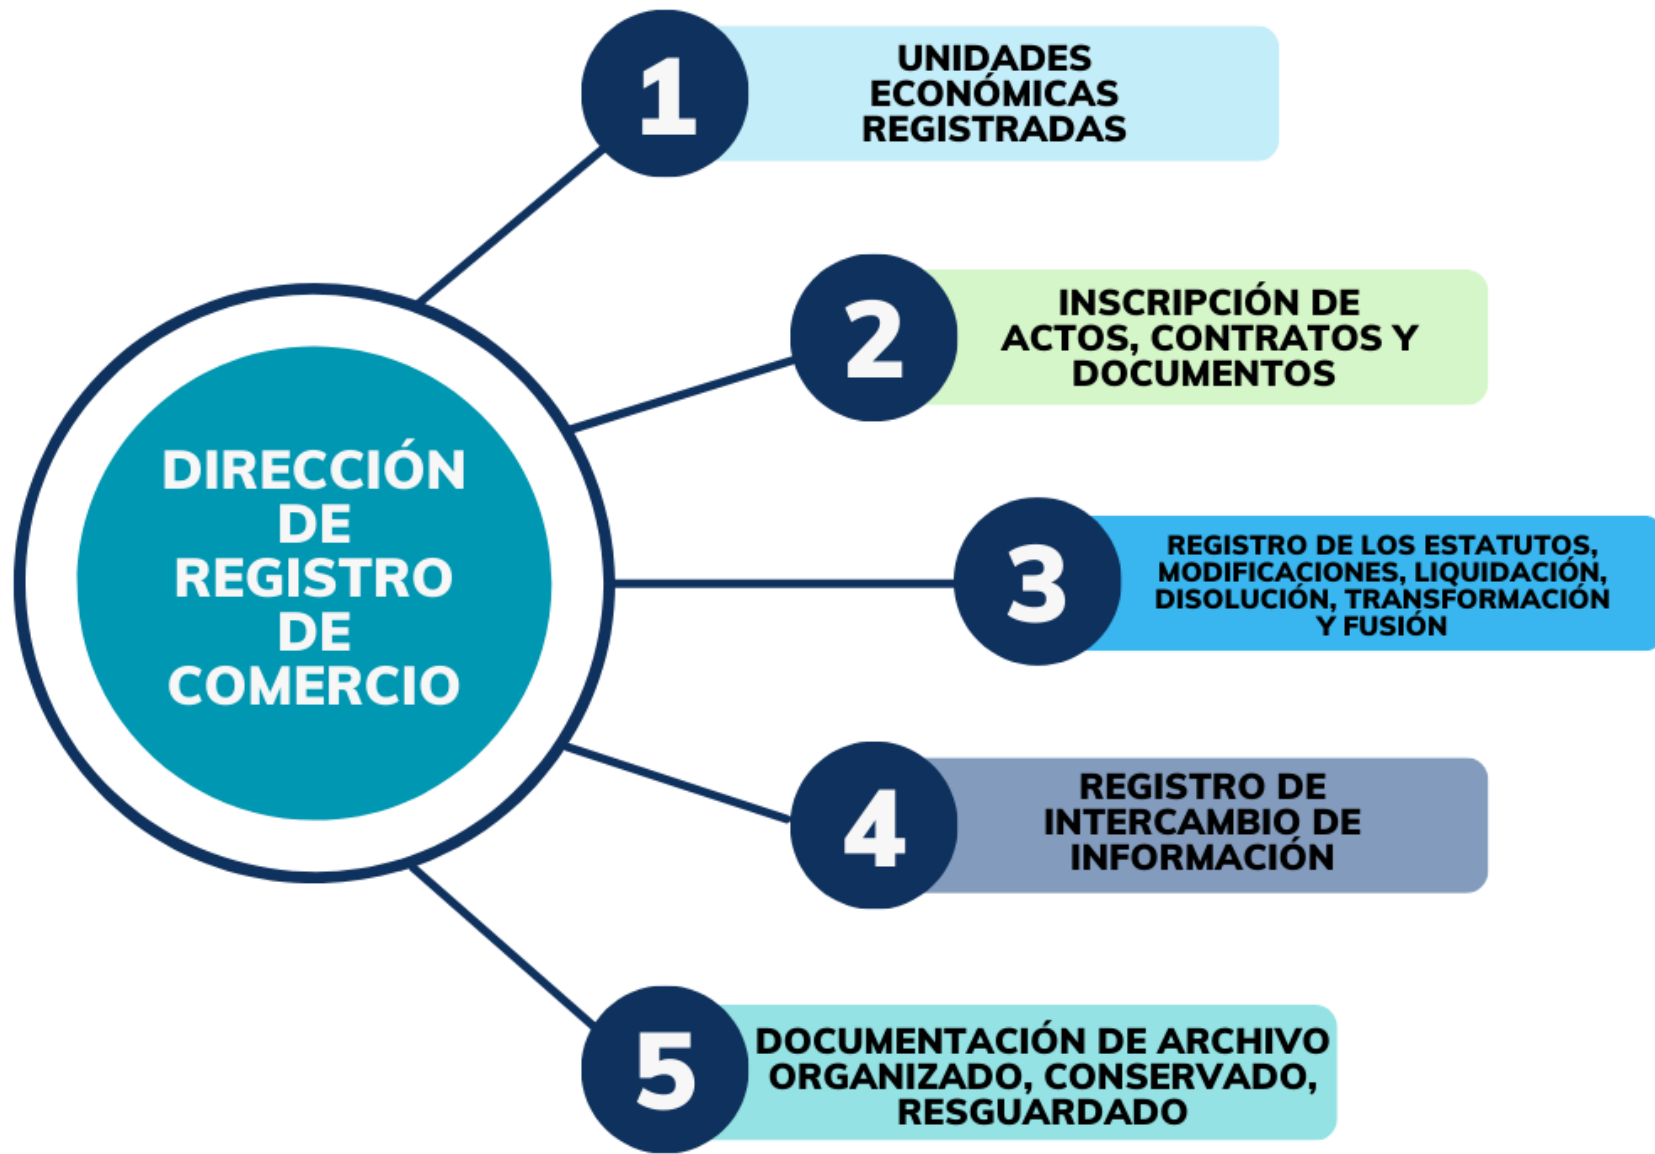 DIRECCIÓN
DE
REGISTRO
DE
COMERCIO
1
UNIDADES
ECONÓMICAS
REGISTRADAS
2
INSCRIPCIÓN DE
ACTOS, CONTRATOS Y
DOCUMENTOS
3
REGISTRO DE LOS ESTATUTOS,
MODIFICACIONES, LIQUIDACIÓN,
DISOLUCIÓN, TRANSFORMACIÓN
Y FUSIÓN
4
REGISTRO DE
INTERCAMBIO DE
INFORMACIÓN
5
DOCUMENTACIÓN DE ARCHIVO
ORGANIZADO, CONSERVADO,
RESGUARDADO